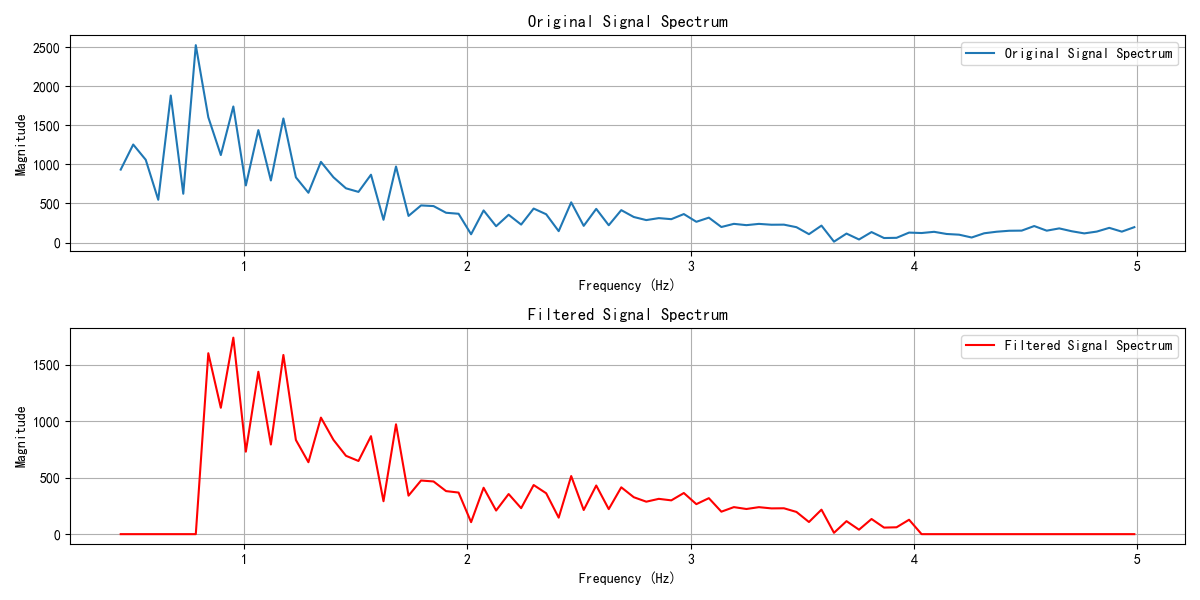 Original Signal Spectrum
2500
2000
1500
1000
500
0
Magnitude
Original Signal Spectrum
1 2 3 4 5
Frequency (Hz)
Filtered Signal Spectrum
1500
1000
500
0
Magnitude
Filtered Signal Spectrum
1 2 3 4 5
Frequency (Hz)